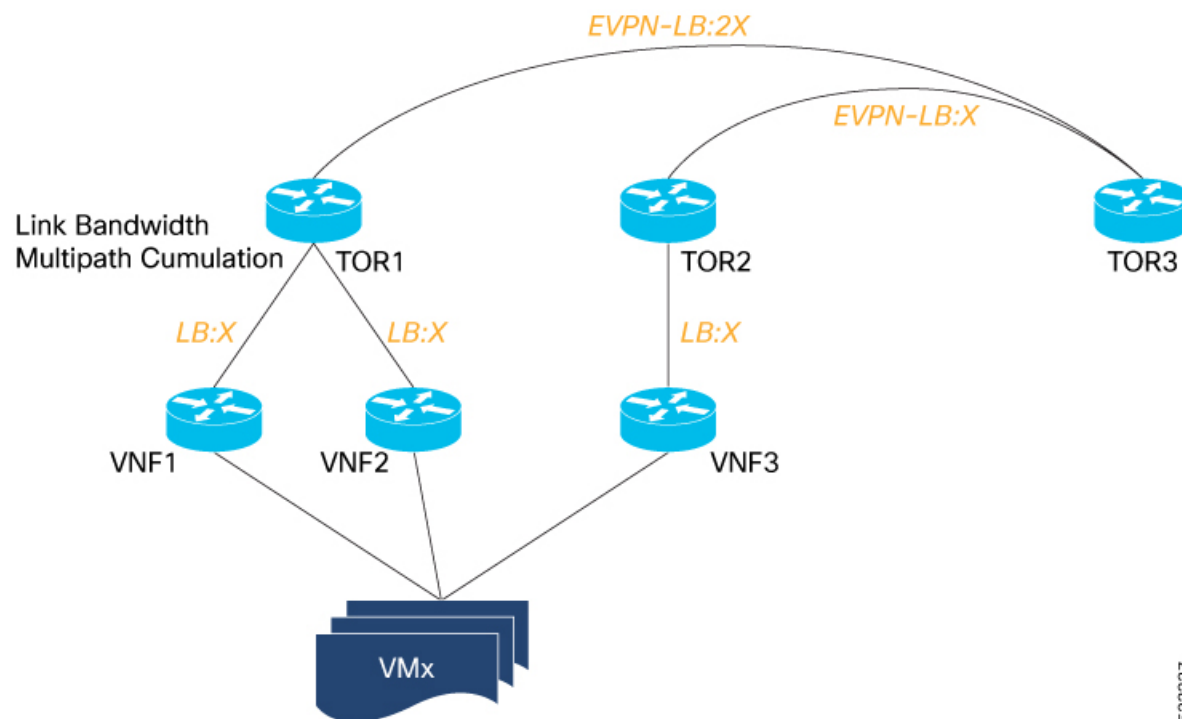 EVPN-LB:2X
EVPN-LB:X
Link Bandwidth
Multipath Cumulation
TOR1
TOR2
TOR3
LB:X
LB:X
LB:X
VNF1
VNF2
VNF3
VMx